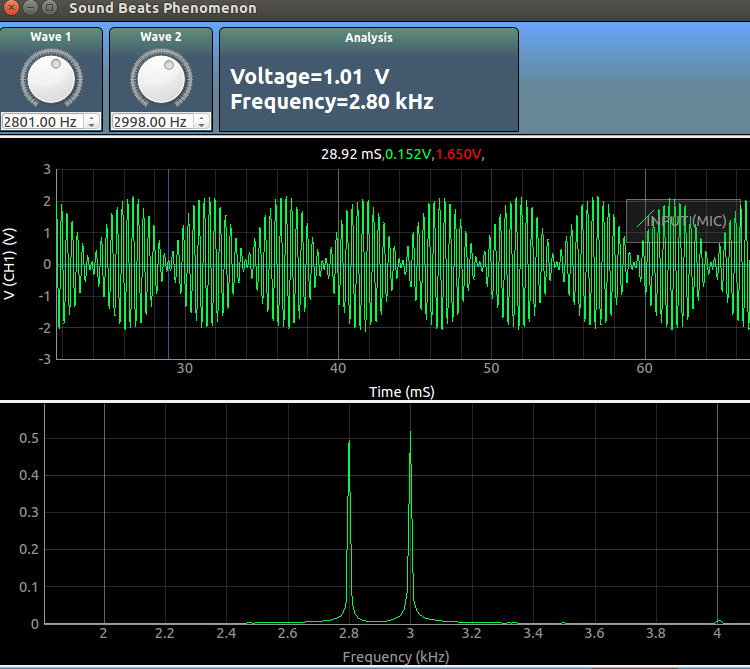 Sound Beats Phenomenon
Wave 1
Wave 2
Analysis
Voltage=1.01 V
Frequency=2.80 kHz
2801.00 Hz
2998.00 Hz
28.92 mS,0.152V,1.650V,
INPUT (MIC)
3
2
1
0
-1
-2
-3
V (CH1) (V)
30 40 50 60
Time (mS)
0.5
0.4
0.3
0.2
0.1
0
2 2.2 2.4 2.6 2.8 3 3.2 3.4 3.6 3.8 4
Frequency (kHz)